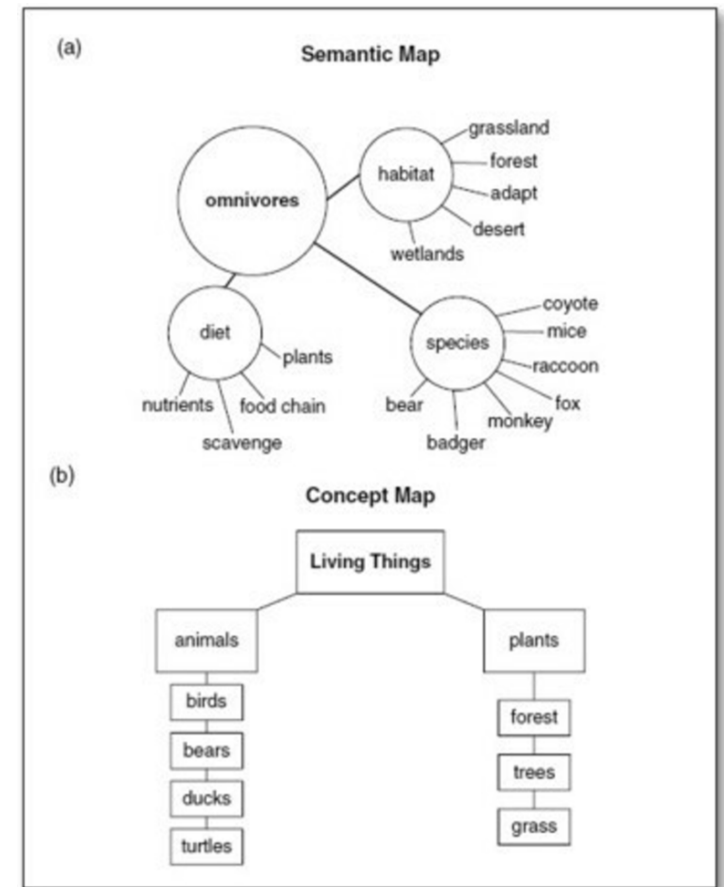 (a)
Semantic Map
omnivores
habitat
grassland
forest
adapt
desert
wetlands
diet
plants
food chain
scavenge
nutrients
species
coyote
mice
raccoon
fox
monkey
badger
bear
(b)
Concept Map
Living Things
animals
birds
bears
ducks
turtles
plants
forest
trees
grass